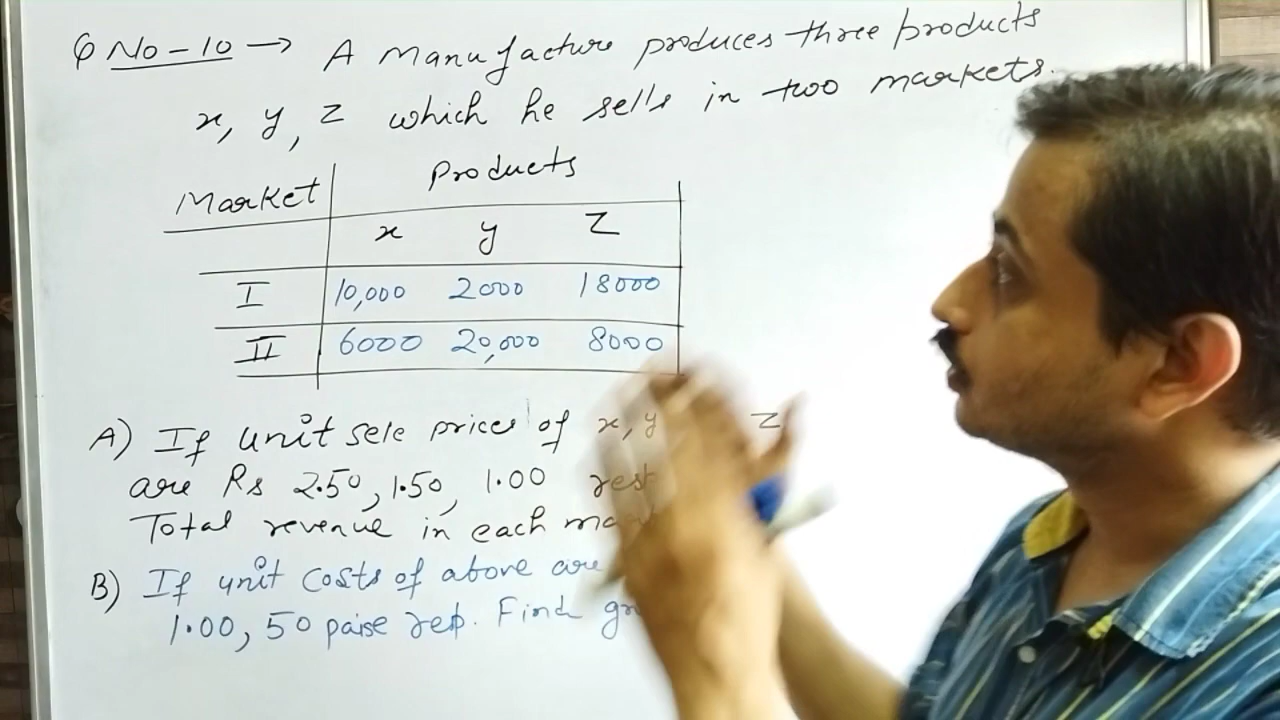 Q No-10 → A Manufacture produces three products
x, y, z which he sells in two markets.
Market Products
x y z
I 10,000 2000 18000
II 6000 20,000 8000
A) If unit sele prices of x, y z
are Rs 2.50, 1.50, 1.00
Total revenue in each
B) If unit costs of above are
1.00, 50 paise resp. Find